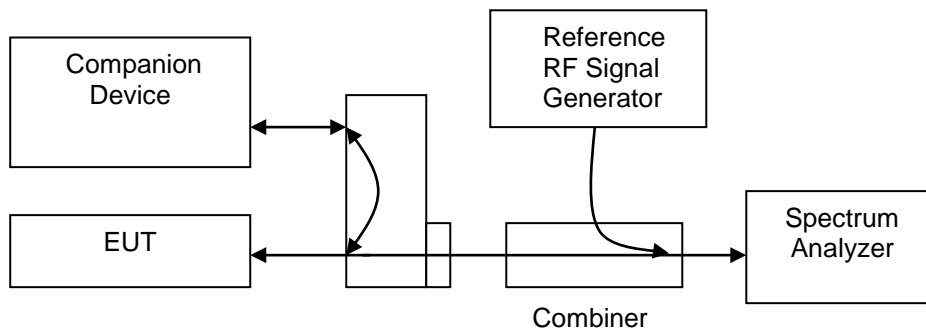 Companion
Device
Reference
RF Signal
Generator
EUT
Spectrum
Analyzer
Combiner